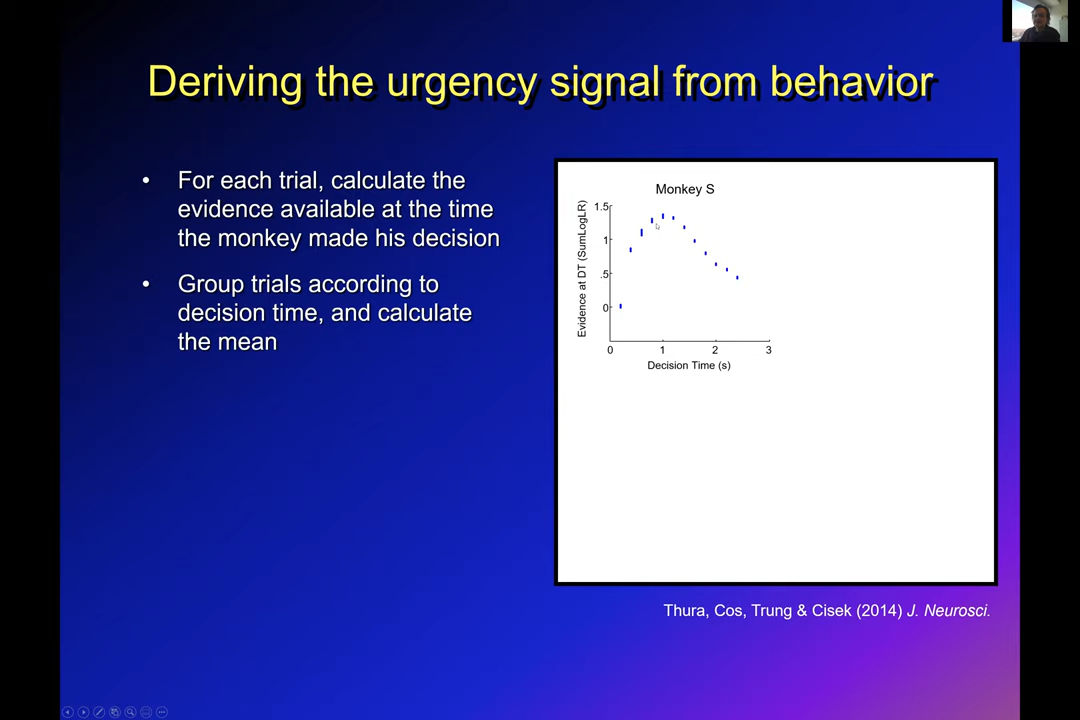 Deriving the urgency signal from behavior
• For each trial, calculate the
evidence available at the time
the monkey made his decision
• Group trials according to
decision time, and calculate
the mean
Monkey S
Evidence at DT (SumLogLR)
1.5
1
.5
0
0 1 2 3
Decision Time (s)
Thura, Cos, Trung & Cisek (2014) J. Neurosci.